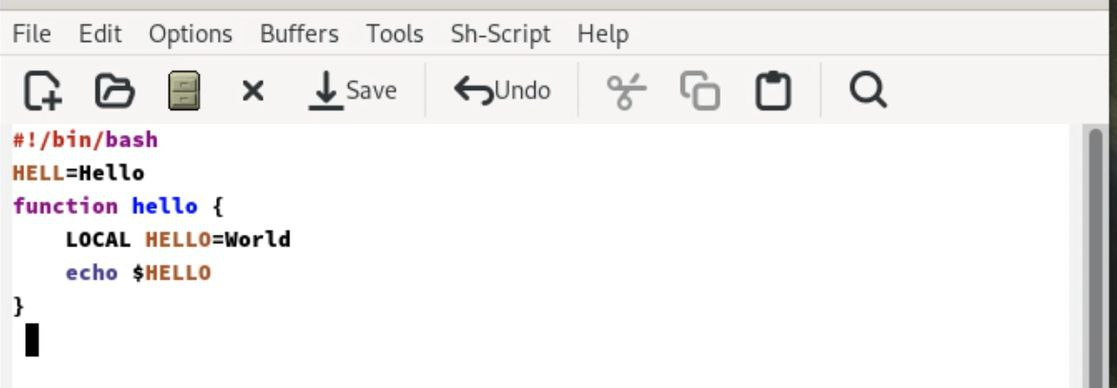 File Edit Options Buffers Tools Sh-Script Help
Save Undo
#!/bin/bash
HELL=Hello
function hello {
    LOCAL HELLO=World
    echo $HELLO
}